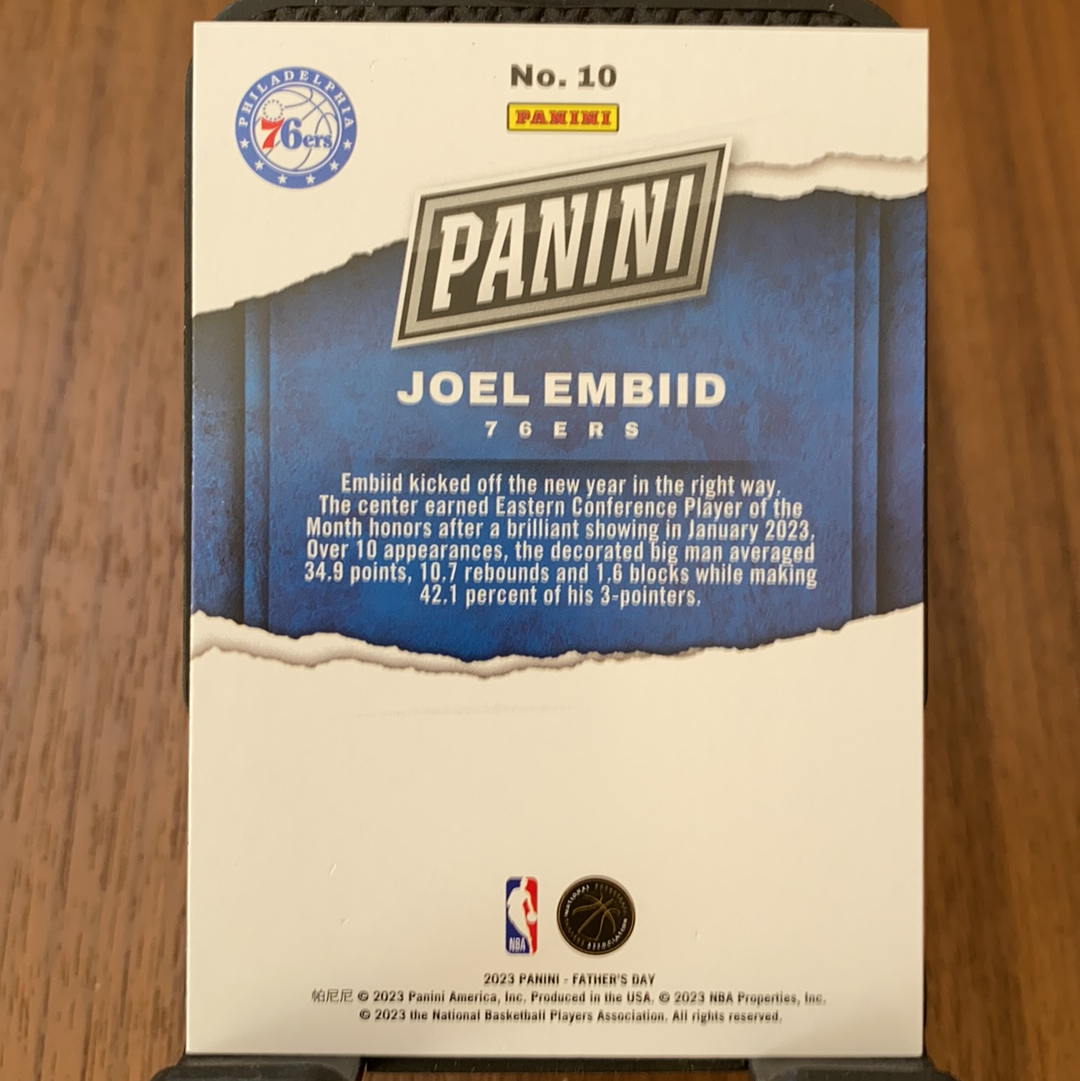 No. 10
PANINI
PHILADELPHIA
76ers
PANINI
JOEL EMBIID
76ERS
Embiid kicked off the new year in the right way.
The center earned Eastern Conference Player of the
Month honors after a brilliant showing in January 2023.
Over 10 appearances, the decorated big man averaged
34.9 points, 10.7 rebounds and 1.6 blocks while making
42.1 percent of his 3-pointers.
NBA
2023 PANINI - FATHER'S DAY
帕尼尼 © 2023 Panini America, Inc. Produced in the USA. © 2023 NBA Properties, Inc.
© 2023 the National Basketball Players Association. All rights reserved.